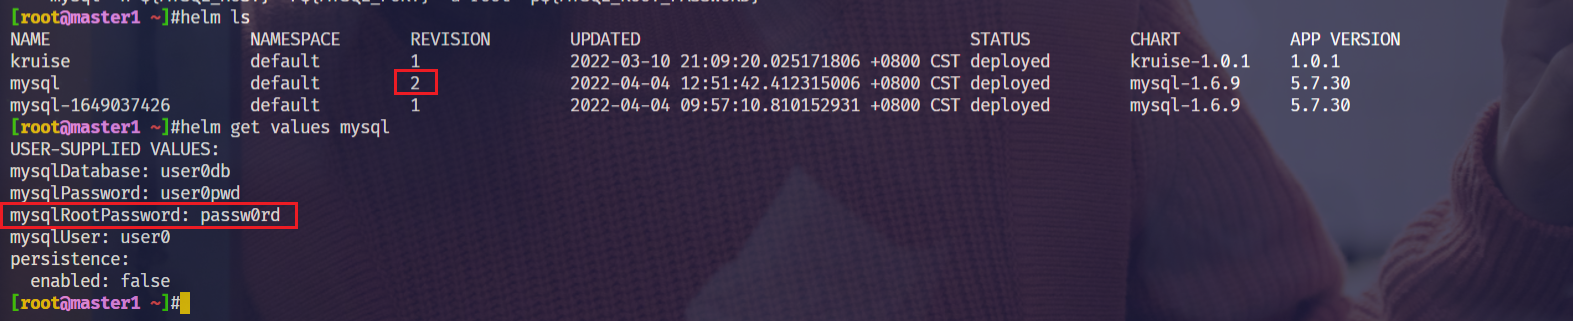 mysql -h ${MYSQL_HOST} -P${MYSQL_PORT} -u root -p${MYSQL_ROOT_PASSWORD}
[root@master1 ~]#helm ls
NAME NAMESPACE REVISION UPDATED STATUS CHART APP VERSION
kruise default 1 2022-03-10 21:09:20.025171806 +0800 CST deployed kruise-1.0.1 1.0.1
mysql default 2 2022-04-04 12:51:42.412315006 +0800 CST deployed mysql-1.6.9 5.7.30
mysql-1649037426 default 1 2022-04-04 09:57:10.810152931 +0800 CST deployed mysql-1.6.9 5.7.30
[root@master1 ~]#helm get values mysql
USER-SUPPLIED VALUES:
mysqlDatabase: user0db
mysqlPassword: user0pwd
mysqlRootPassword: passw0rd
mysqlUser: user0
persistence:
  enabled: false
[root@master1 ~]#